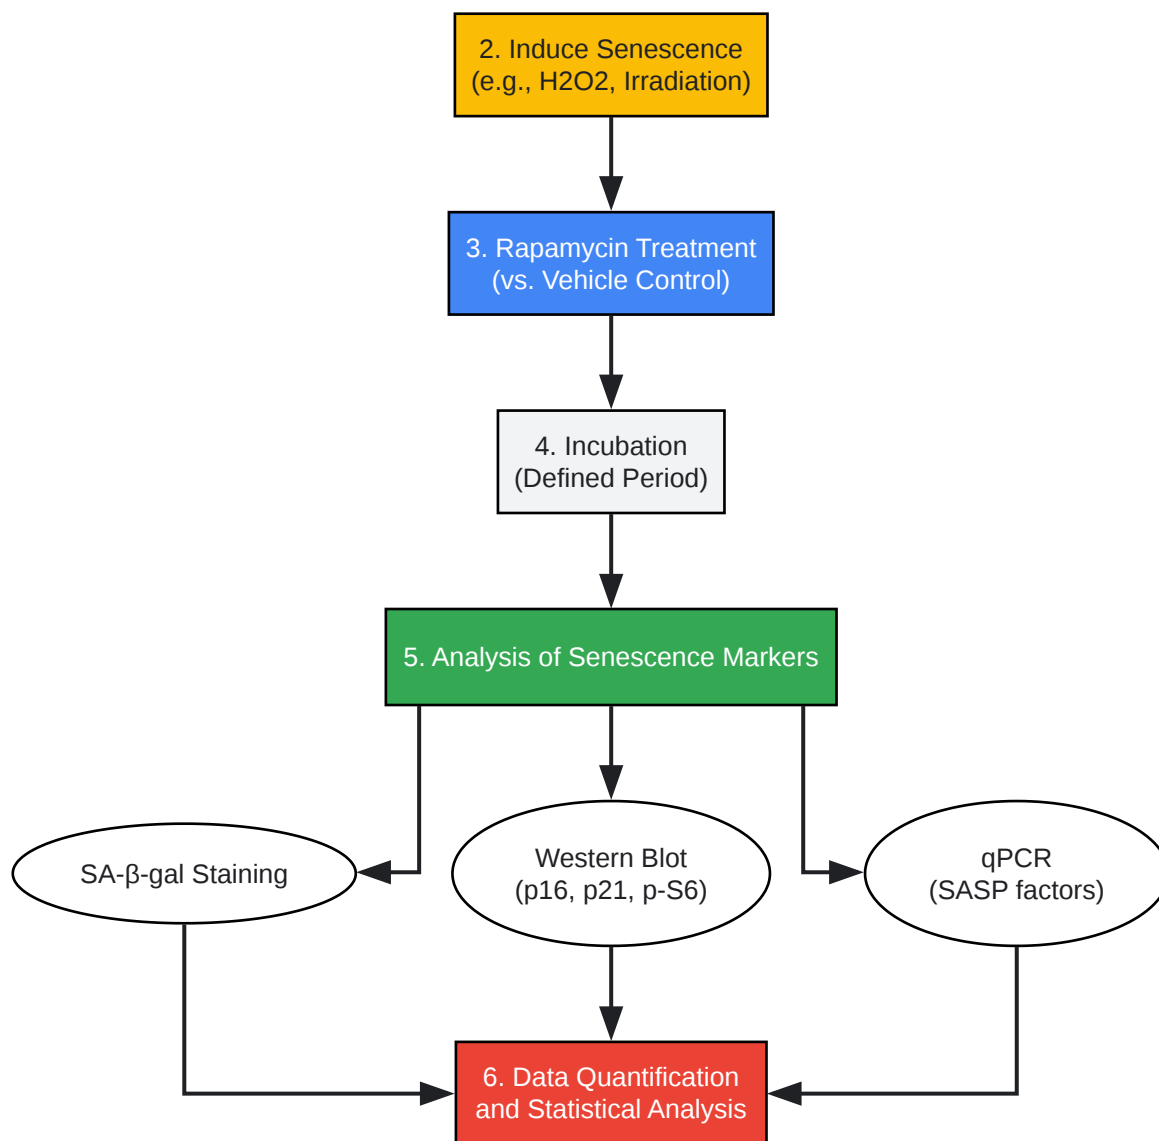 2. Induce Senescence
(e.g., H2O2, Irradiation)
3. Rapamycin Treatment
(vs. Vehicle Control)
4. Incubation
(Defined Period)
5. Analysis of Senescence Markers
SA-β-gal Staining
Western Blot
(p16, p21, p-S6)
qPCR
(SASP factors)
6. Data Quantification
and Statistical Analysis